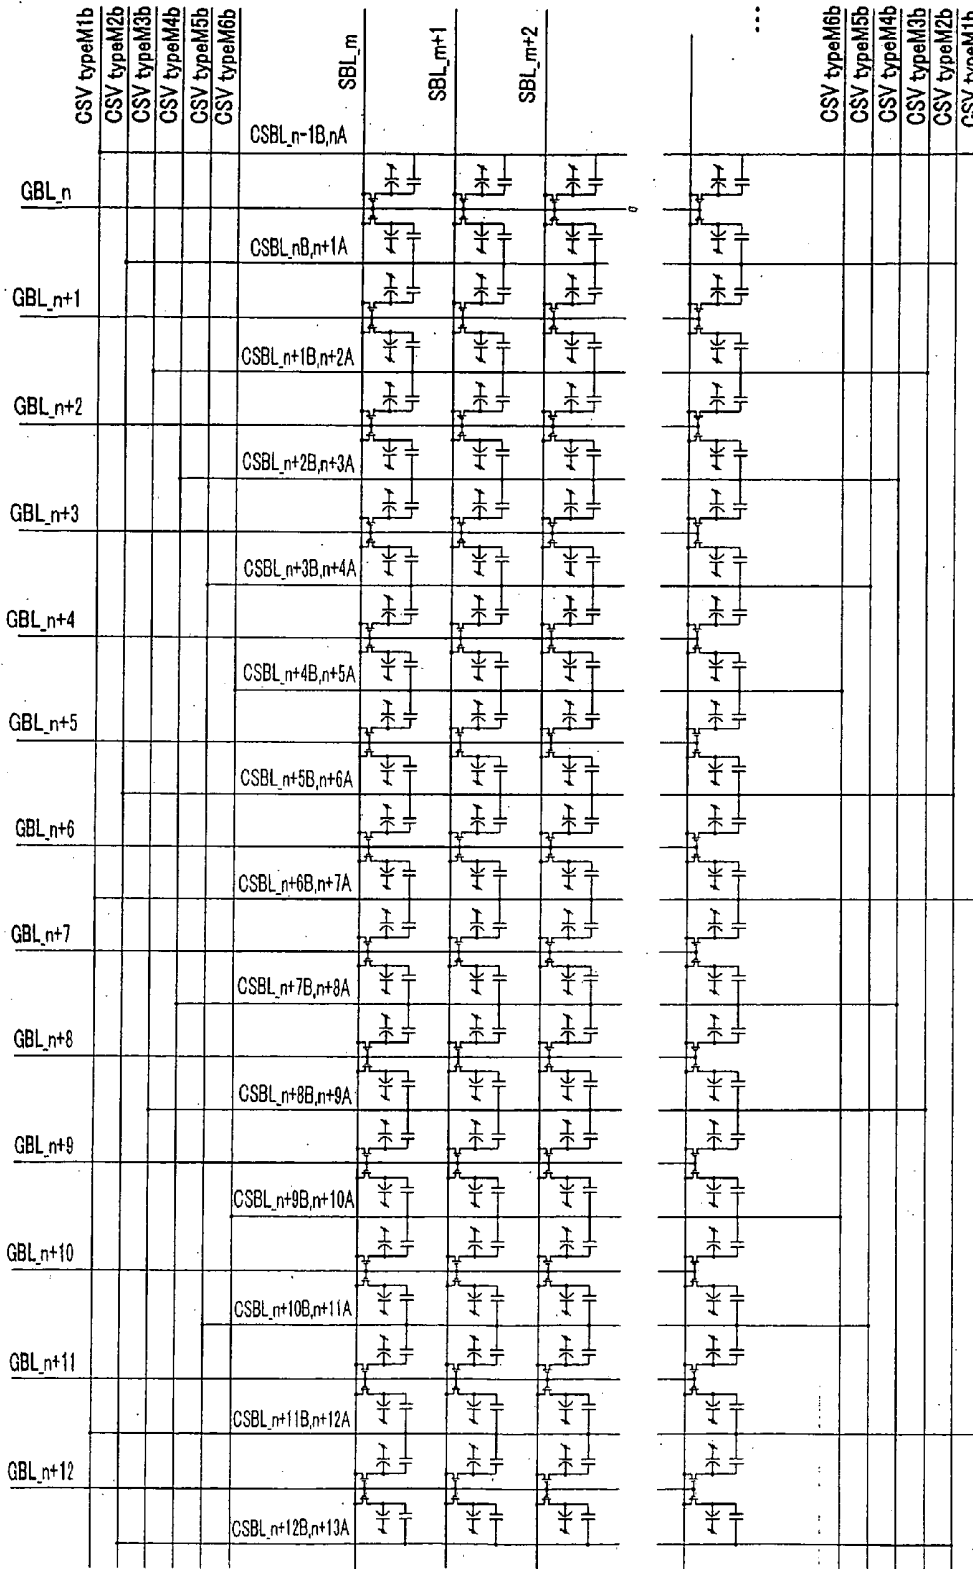 CSV typeM1b
CSV typeM2b
CSV typeM3b
CSV typeM4b
CSV typeM5b
CSV typeM6b
SBL_m
SBL_m+1
SBL_m+2
...
CSV typeM6b
CSV typeM5b
CSV typeM4b
CSV typeM3b
CSV typeM2b
CSV typeM1b
CSBL_n-1B,nA
GBL_n
CSBL_nB,n+1A
GBL_n+1
CSBL_n+1B,n+2A
GBL_n+2
CSBL_n+2B,n+3A
GBL_n+3
CSBL_n+3B,n+4A
GBL_n+4
CSBL_n+4B,n+5A
GBL_n+5
CSBL_n+5B,n+6A
GBL_n+6
CSBL_n+6B,n+7A
GBL_n+7
CSBL_n+7B,n+8A
GBL_n+8
CSBL_n+8B,n+9A
GBL_n+9
CSBL_n+9B,n+10A
GBL_n+10
CSBL_n+10B,n+11A
GBL_n+11
CSBL_n+11B,n+12A
GBL_n+12
CSBL_n+12B,n+13A